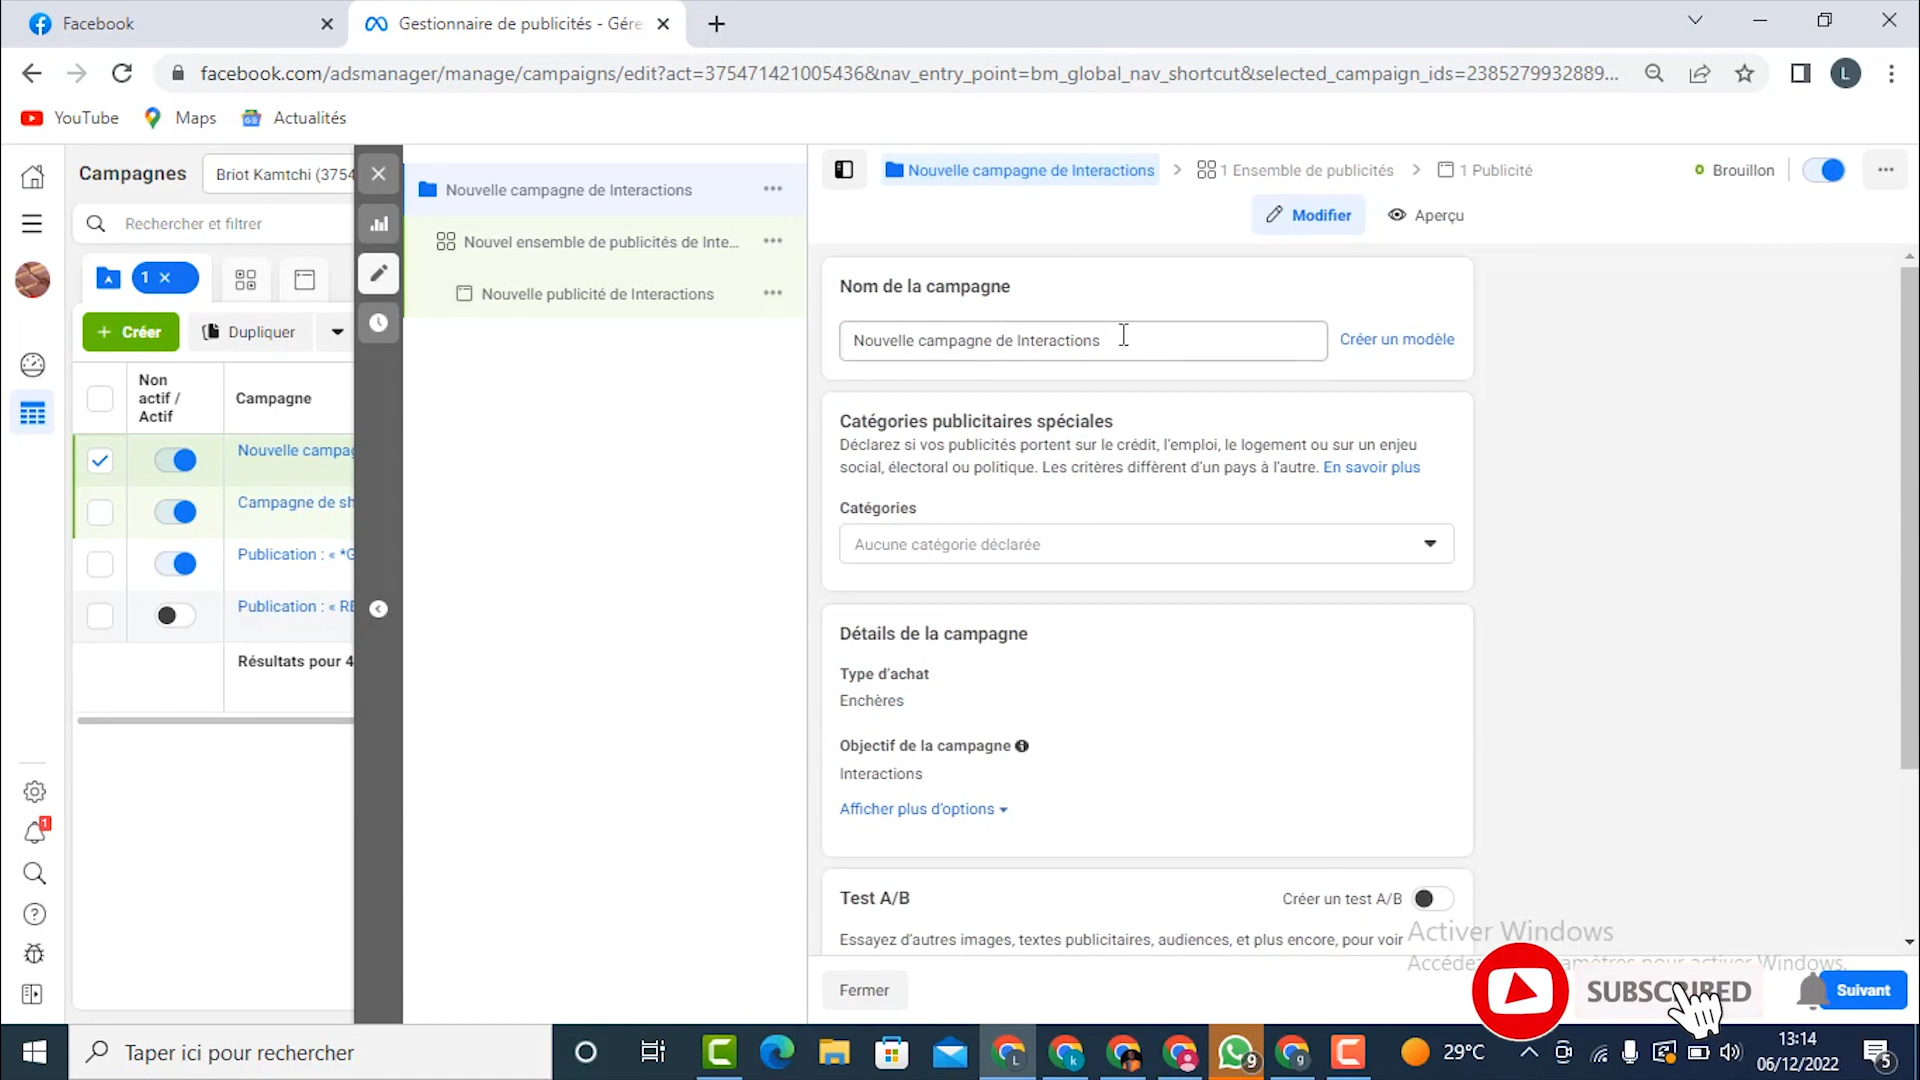 Facebook
Gestionnaire de publicités - Gére
facebook.com/adsmanager/manage/campaigns/edit?act=375471421005436&nav_entry_point=bm_global_nav_shortcut&selected_campaign_ids=2385279932889...
L
YouTube
Maps
Actualités
Campagnes
Briot Kamtchi (3754
Rechercher et filtrer
1
Créer
Dupliquer
Non actif / Actif
Campagne
Nouvelle campag
Campagne de sh
Publication : « *G
Publication : « RE
Résultats pour 4
Nouvelle campagne de Interactions
Nouvel ensemble de publicités de Inte...
Nouvelle publicité de Interactions
Nouvelle campagne de Interactions
1 Ensemble de publicités
1 Publicité
Brouillon
Modifier
Aperçu
Nom de la campagne
Nouvelle campagne de Interactions
Créer un modèle
Catégories publicitaires spéciales
Déclarez si vos publicités portent sur le crédit, l'emploi, le logement ou sur un enjeu
social, électoral ou politique. Les critères diffèrent d'un pays à l'autre. En savoir plus
Catégories
Aucune catégorie déclarée
Détails de la campagne
Type d'achat
Enchères
Objectif de la campagne
Interactions
Afficher plus d'options
Test A/B
Créer un test A/B
Essayez d'autres images, textes publicitaires, audiences, et plus encore, pour voir
Activer Windows
pour activer Windows.
Fermer
SUBSCRIBED
Suivant
1
Taper ici pour rechercher
9
29°C
13:14
06/12/2022
5